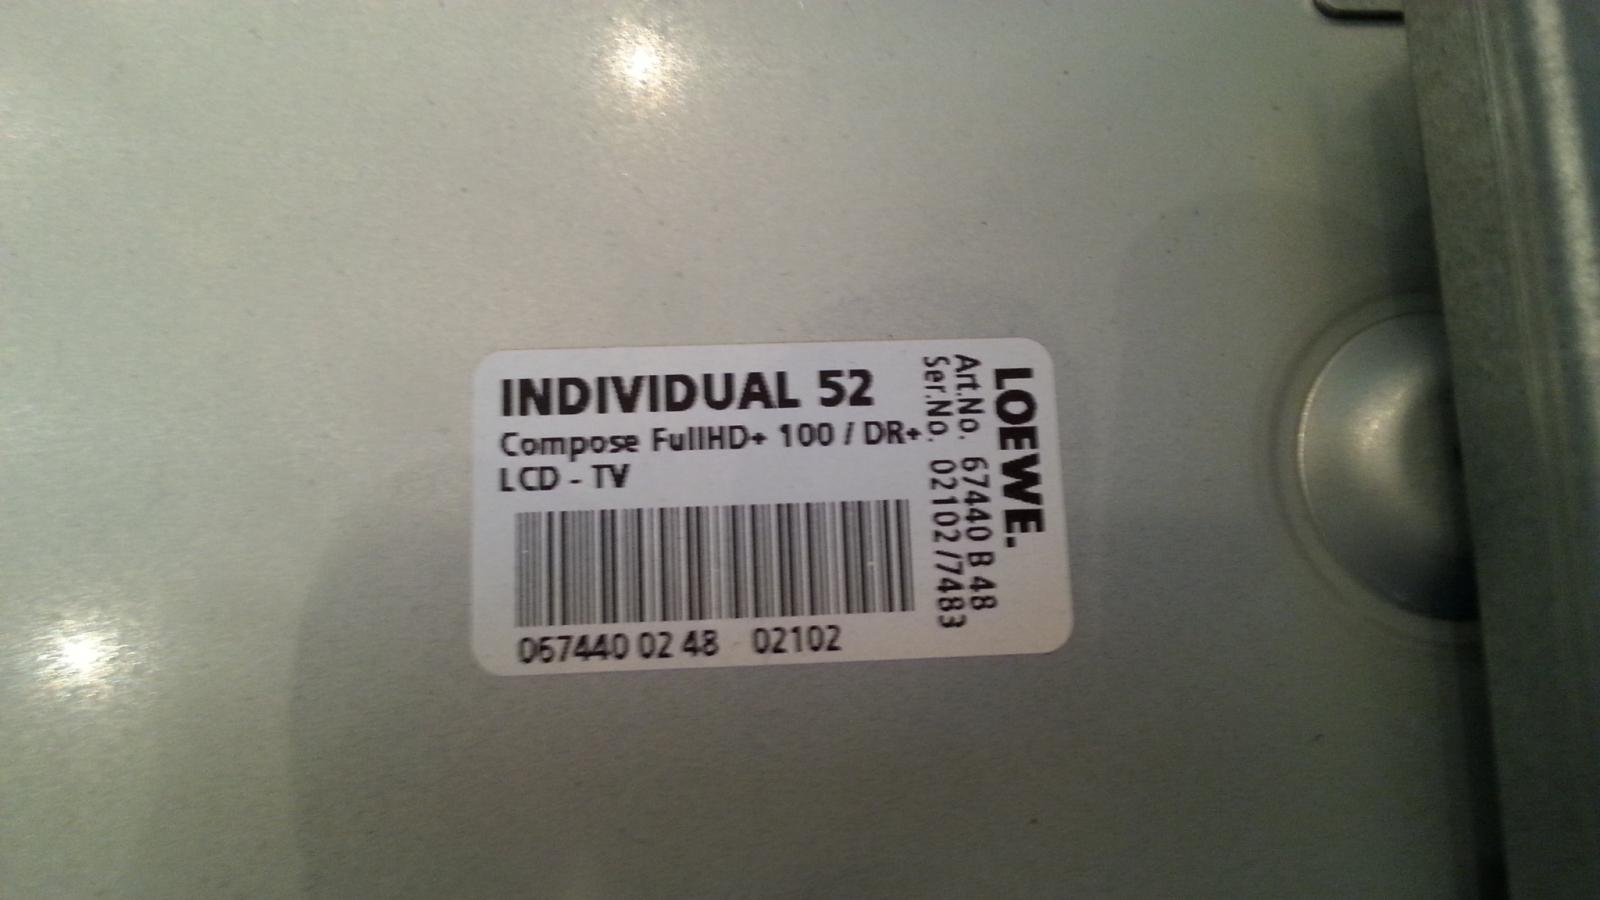 INDIVIDUAL 52
Compose FullHD+ 100 / DR+
LCD - TV
067440 02 48 02102
LOEWE.
Art.No. 67440 B 48
Ser.No. 02102 /7483